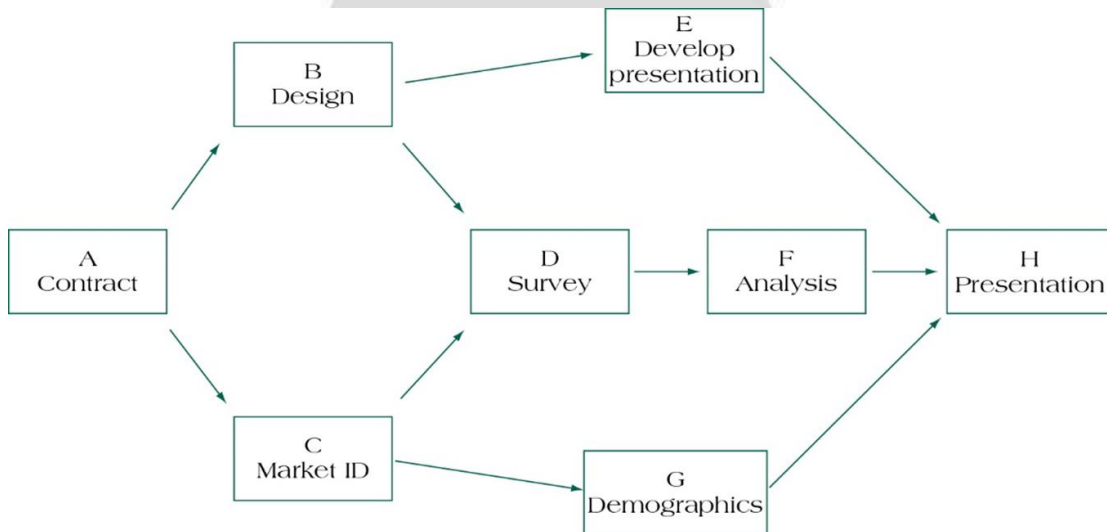 A
Contract
B
Design
C
Market ID
D
Survey
E
Develop
presentation
F
Analysis
G
Demographics
H
Presentation